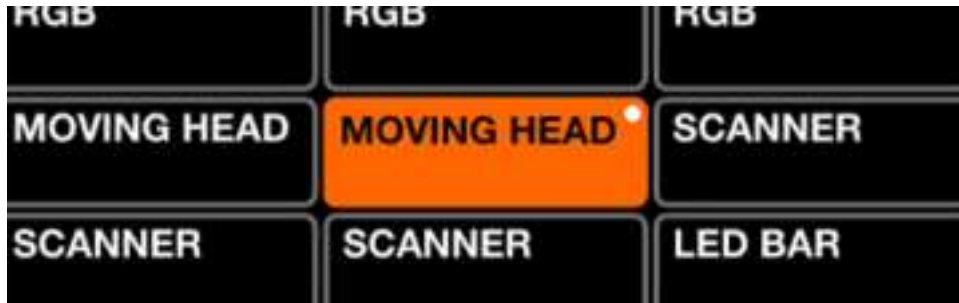 RGB RGB RGB
MOVING HEAD MOVING HEAD SCANNER
SCANNER SCANNER LED BAR